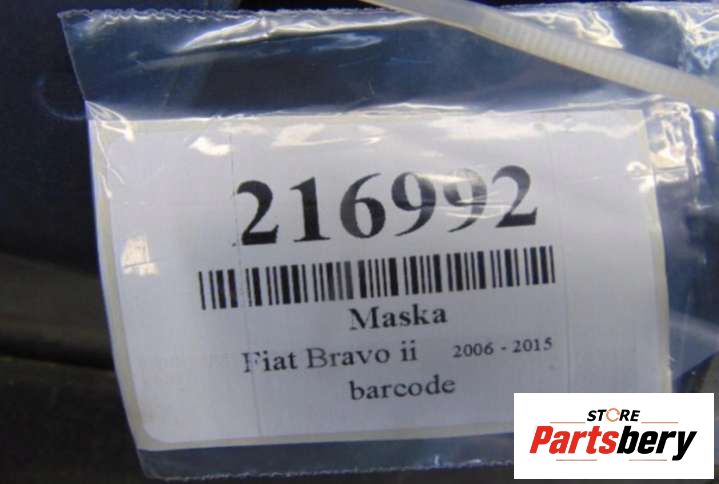 216992
Maska
Fiat Bravo ii 2006 - 2015
barcode
STORE
Partsbery